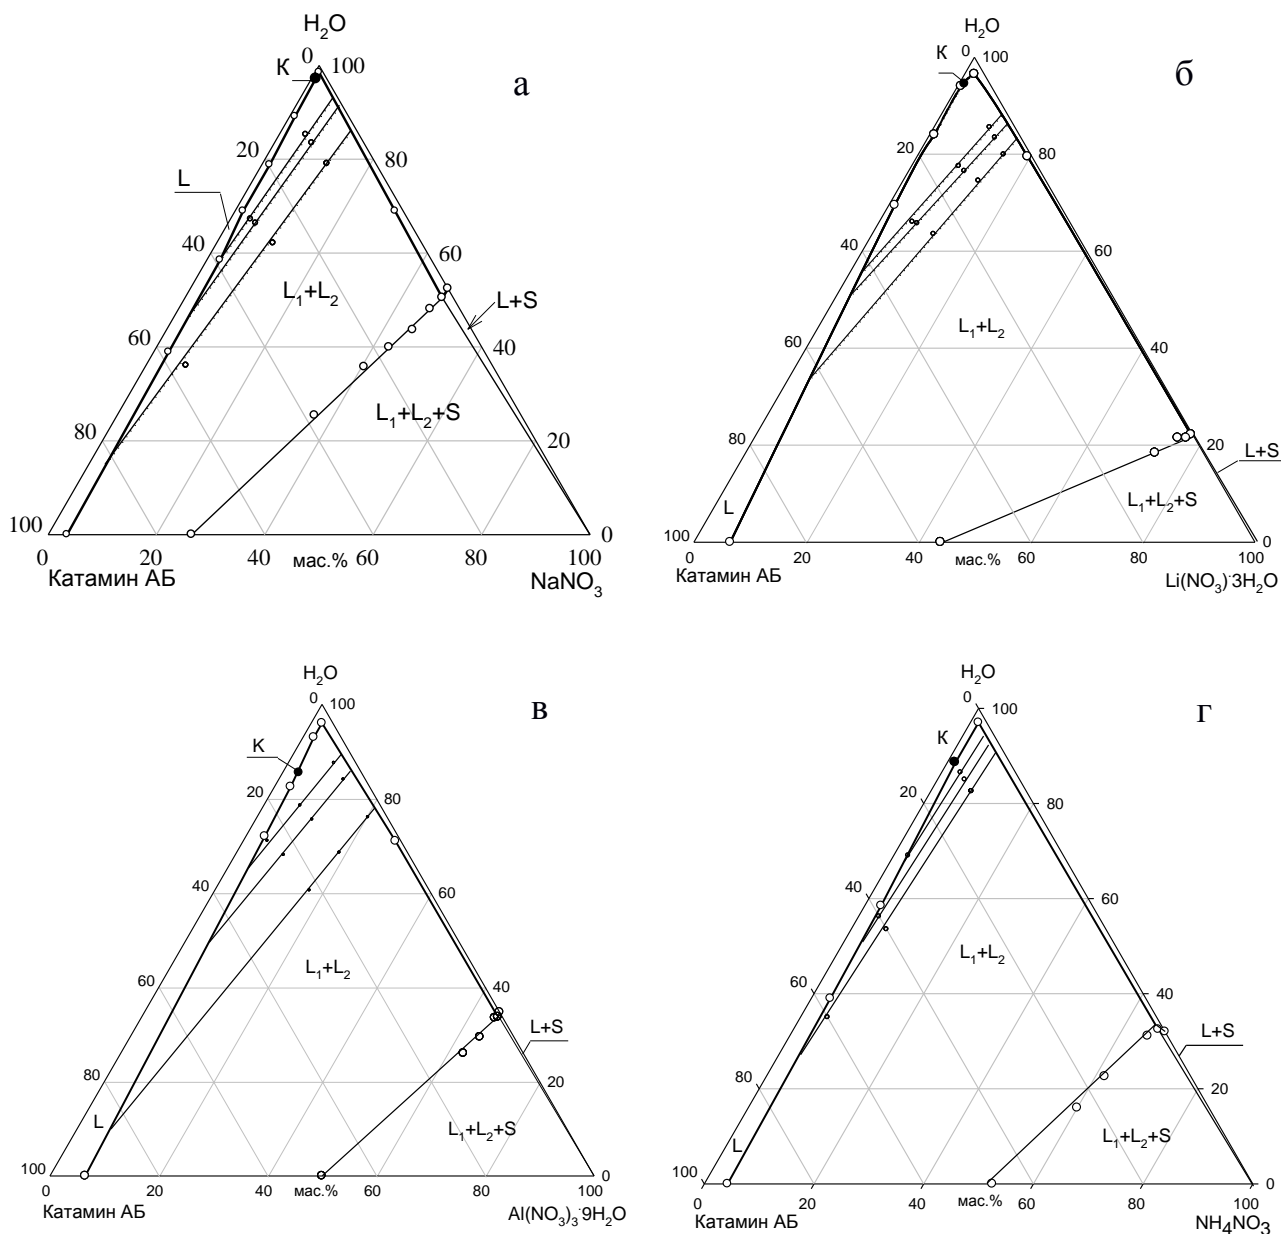 H₂O
0 100
К
а
20 80
L
40 60
L₁+L₂
L+S
60 40
L₁+L₂+S
80 20
100 0
0 20 40 мас.% 60 80 100
Катамин АБ NaNO₃
H₂O
0 100
К
б
20 80
40 60
L₁+L₂
60 40
80 20
L+S
L₁+L₂+S
L
100 0
0 20 40 мас.% 60 80 100
Катамин АБ Li(NO₃)·3H₂O
H₂O
0 100
К
в
20 80
40 60
L₁+L₂
60 40
L+S
80 20
L L₁+L₂+S
100 0
0 20 40 мас.% 60 80 100
Катамин АБ Al(NO₃)₃·9H₂O
H₂O
0 100
К
г
20 80
40 60
L₁+L₂
60 40
L+S
80 20
L L₁+L₂+S
100 0
0 20 40 мас.% 60 80 100
Катамин АБ NH₄NO₃